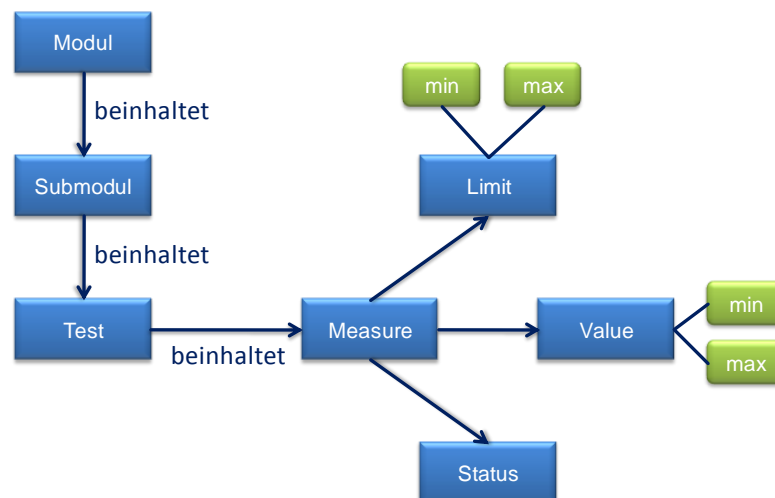 Modul
min
max
beinhaltet
Submodul
Limit
beinhaltet
Test
Measure
Value
min
max
beinhaltet
Status